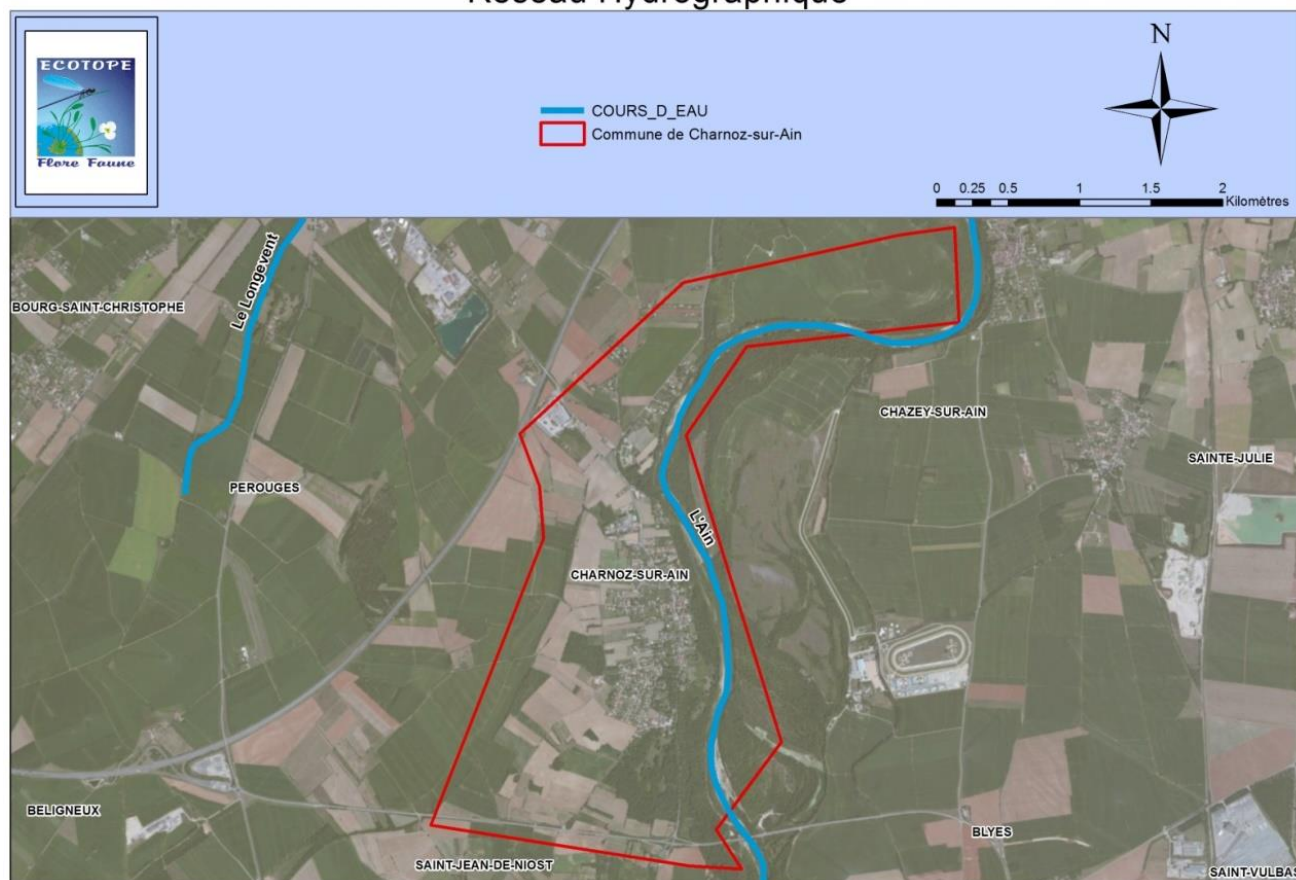 Réseau Hydrographique
ECOTOPE
Flore Faune
COURS_D_EAU
Commune de Charnoz-sur-Ain
N
0 0.25 0.5 1 1.5 2
Kilomètres
Le Longevent
BOURG-SAINT-CHRISTOPHE
CHAZEY-SUR-AIN
SAINTE-JULIE
PEROUGES
L'Ain
CHARNOZ-SUR-AIN
BELIGNEUX
BLYES
SAINT-JEAN-DE-NIOST
SAINT-VULBAS